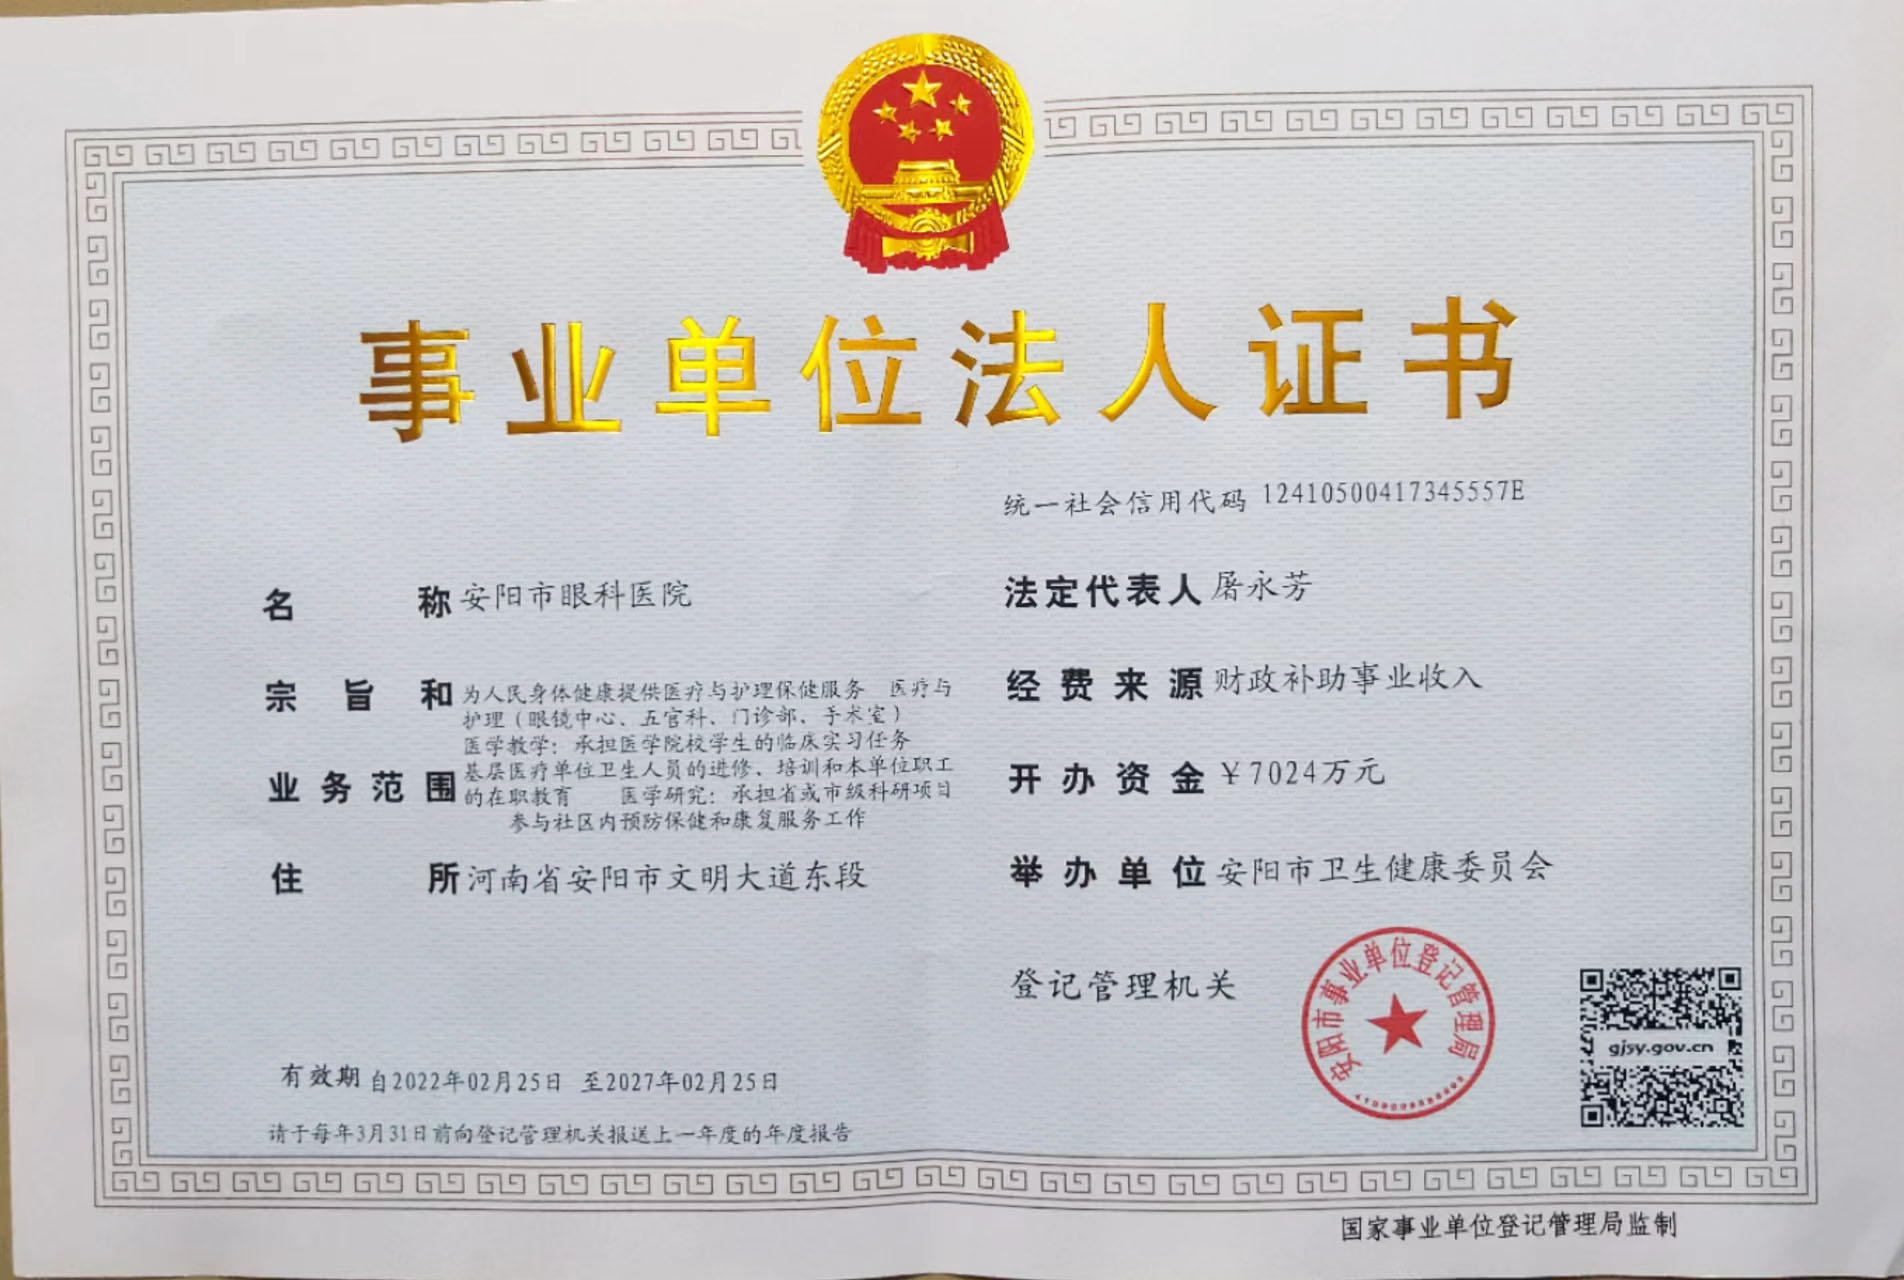 事业单位法人证书
统一社会信用代码 12410500417345557E
名称 安阳市眼科医院
法定代表人 屠永芳
宗旨和
业务范围
为人民身体健康提供医疗与护理保健服务 医疗与
护理（眼镜中心、五官科、门诊部、手术室）
医学教学：承担医学院校学生的临床实习任务
基层医疗单位卫生人员的进修、培训和本单位职工
的在职教育 医学研究：承担省或市级科研项目
参与社区内预防保健和康复服务工作
经费来源 财政补助事业收入
开办资金 ￥7024万元
住所 河南省安阳市文明大道东段
举办单位 安阳市卫生健康委员会
登记管理机关
安阳市事业单位登记管理局
gjsy.gov.cn
有效期 自2022年02月25日 至2027年02月25日
请于每年3月31日前向登记管理机关报送上一年度的年度报告
国家事业单位登记管理局监制